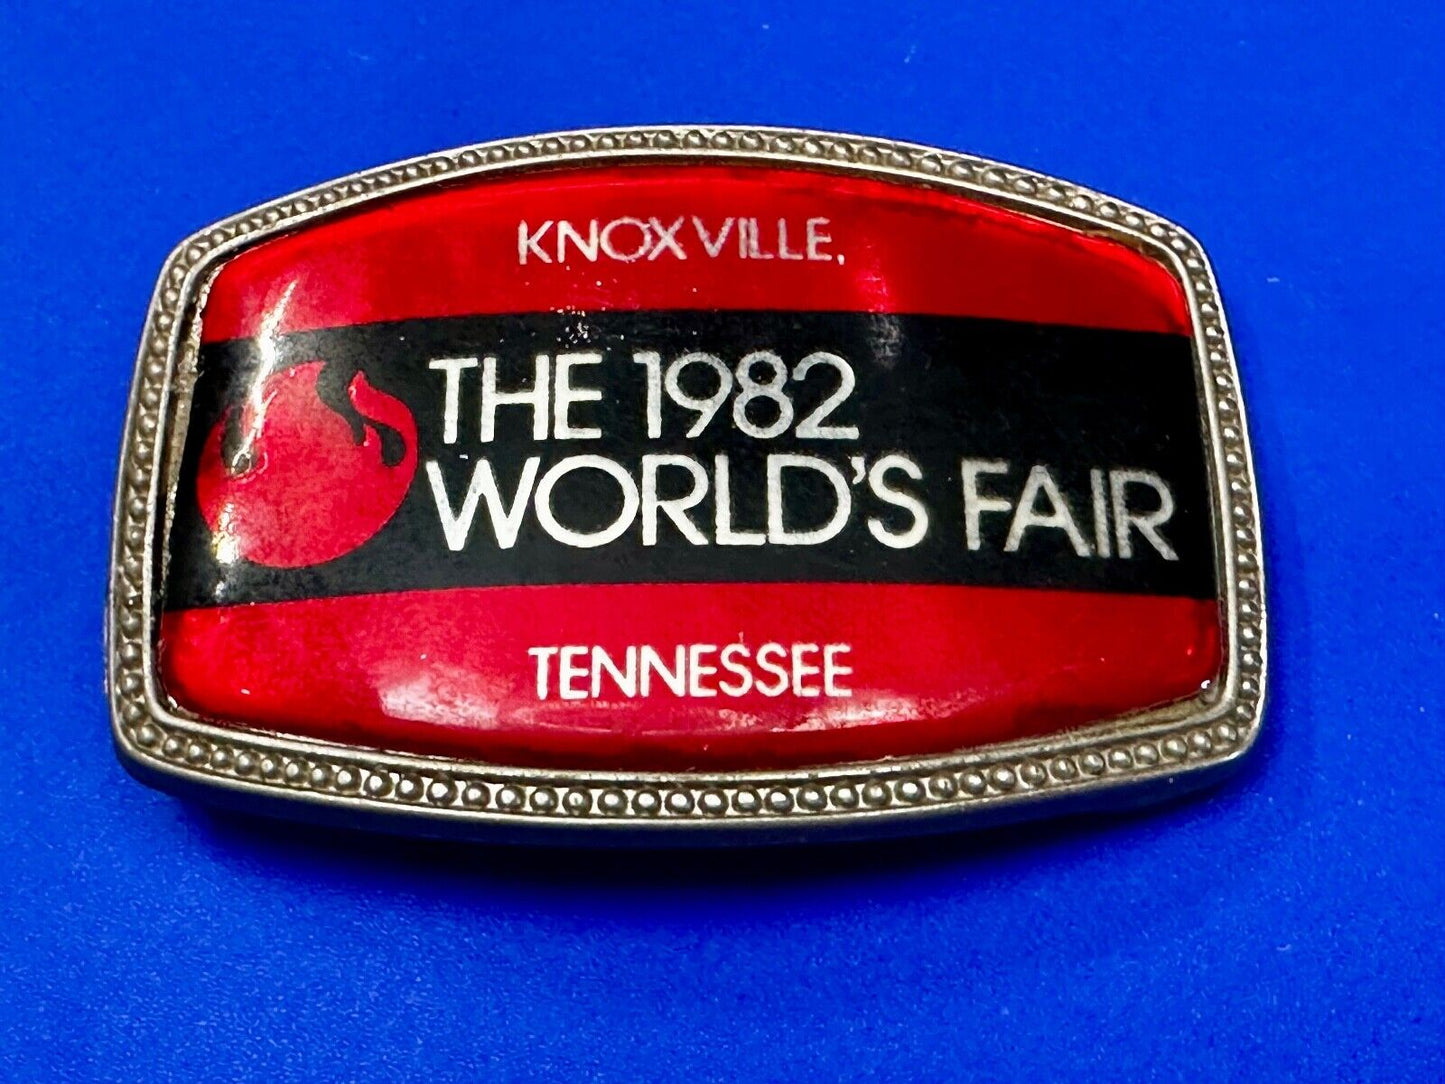 KNOXVILLE,
THE 1982
WORLD'S FAIR
TENNESSEE